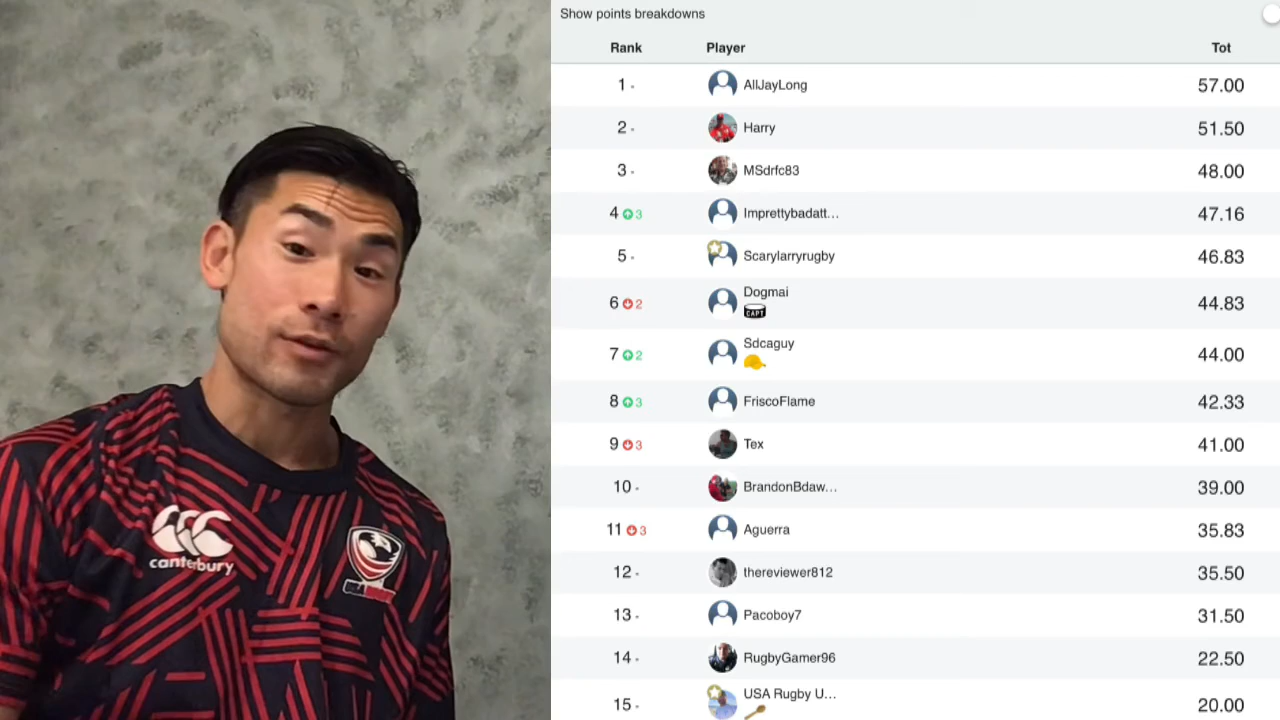 Show points breakdowns
Rank Player Tot
1 - AllJayLong 57.00
2 - Harry 51.50
3 - MSdrfc83 48.00
4 3 Imprettybadatt... 47.16
5 - Scarylarryrugby 46.83
6 2 Dogmai 44.83
CAPT
7 2 Sdcaguy 44.00
8 3 FriscoFlame 42.33
9 3 Tex 41.00
10 - BrandonBdaw... 39.00
11 3 Aguerra 35.83
12 - thereviewer812 35.50
13 - Pacoboy7 31.50
14 - RugbyGamer96 22.50
15 - USA Rugby U... 20.00
canterbury